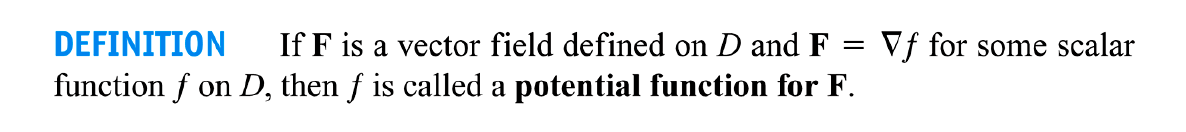 DEFINITION If F is a vector field defined on D and F = ∇f for some scalar
function f on D, then f is called a potential function for F.